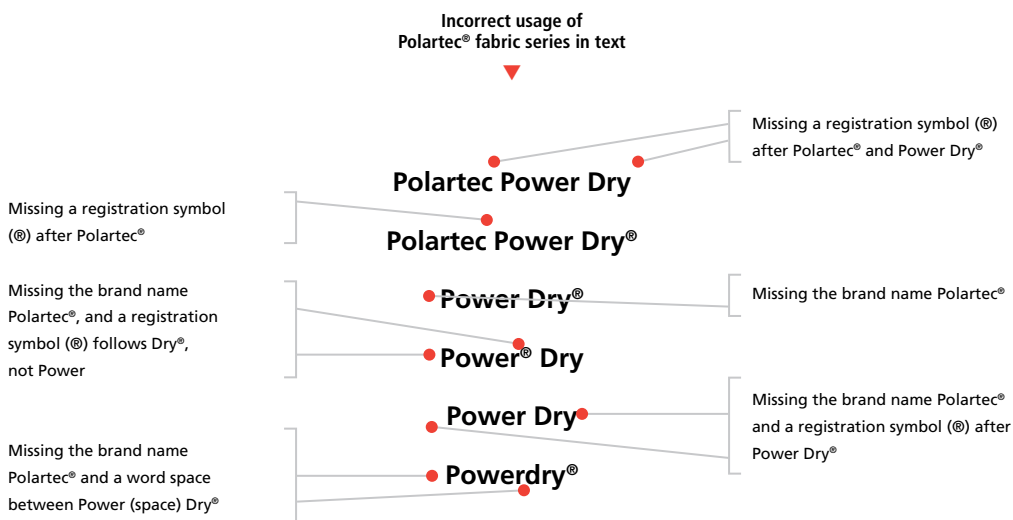 Incorrect usage of
Polartec® fabric series in text
Missing a registration symbol (®)
after Polartec® and Power Dry®
Polartec Power Dry
Missing a registration symbol
(®) after Polartec®
Polartec Power Dry®
Missing the brand name
Polartec®, and a registration
symbol (®) follows Dry®,
not Power
Power Dry®
Missing the brand name Polartec®
Power® Dry
Power Dry
Missing the brand name Polartec®
and a registration symbol (®) after
Power Dry®
Missing the brand name
Polartec® and a word space
between Power (space) Dry®
Powerdry®